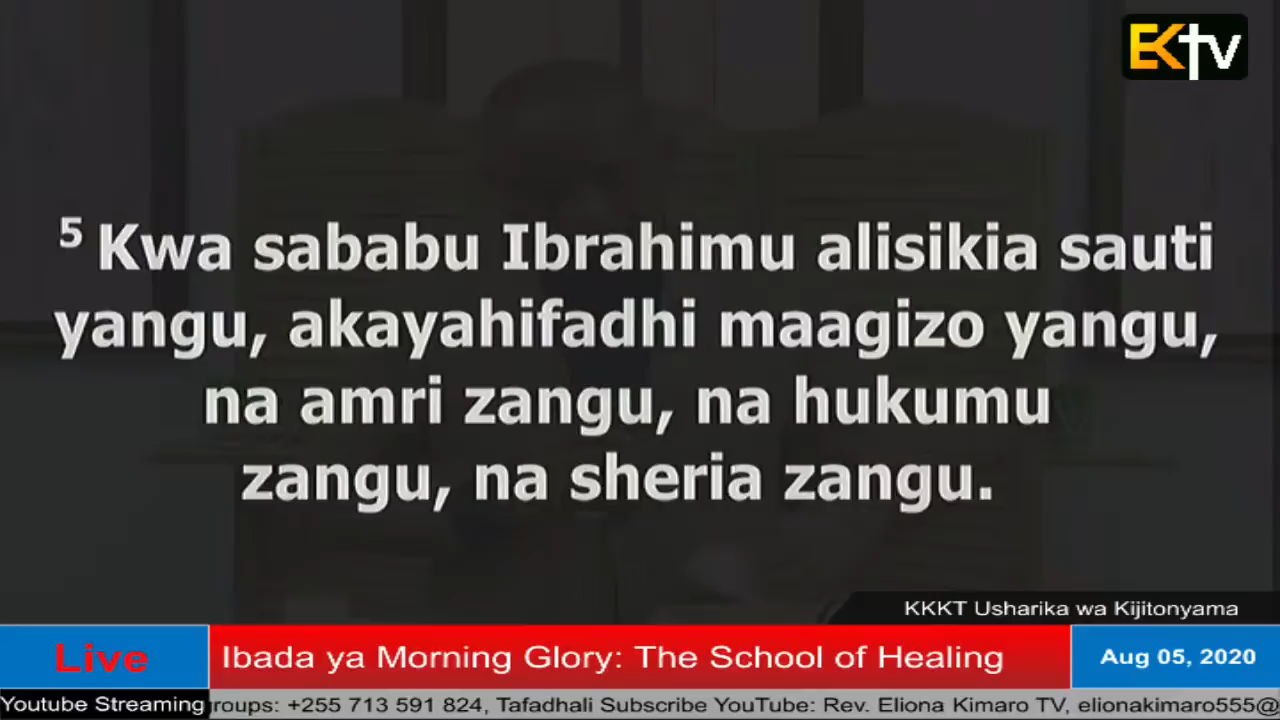 EKtv
5 Kwa sababu Ibrahimu alisikia sauti
yangu, akayahifadhi maagizo yangu,
na amri zangu, na hukumu
zangu, na sheria zangu.
KKKT Usharika wa Kijitonyama
Live
Ibada ya Morning Glory: The School of Healing
Aug 05, 2020
Youtube Streaming
roups: +255 713 591 824, Tafadhali Subscribe YouTube: Rev. Eliona Kimaro TV, elionakimaro555@